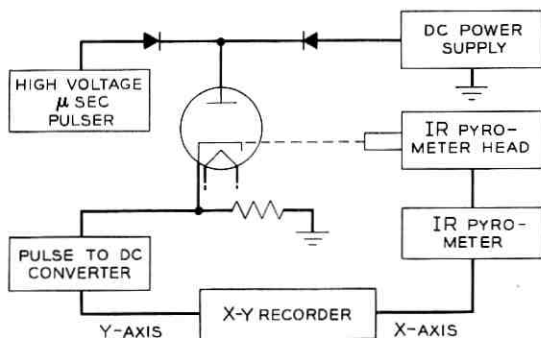 DC POWER
SUPPLY
HIGH VOLTAGE
μ SEC
PULSER
IR PYRO-
METER HEAD
IR PYRO-
METER
PULSE TO DC
CONVERTER
X-Y RECORDER
Y-AXIS
X-AXIS